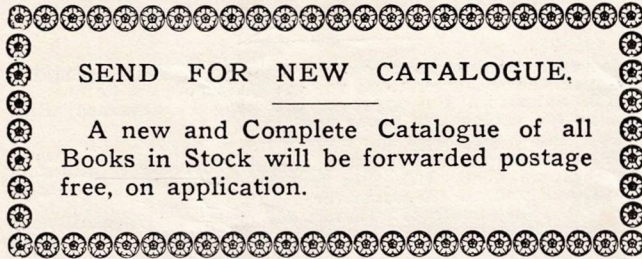 SEND FOR NEW CATALOGUE.
A new and Complete Catalogue of all
Books in Stock will be forwarded postage
free, on application.